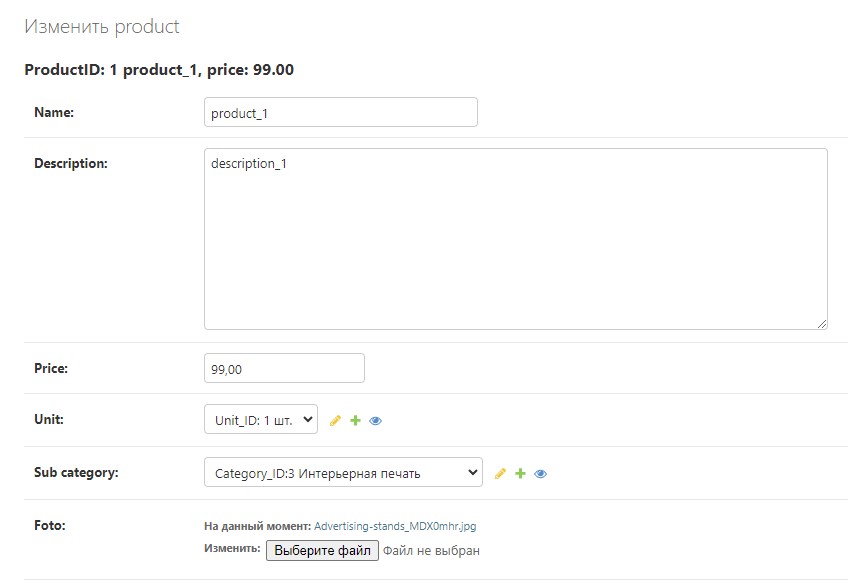 Изменить product
ProductID: 1 product_1, price: 99.00
Name:
product_1
Description:
description_1
Price:
99,00
Unit:
Unit_ID: 1 шт.
Sub category:
Category_ID:3 Интерьерная печать
Foto:
На данный момент: Advertising-stands_MDX0mhr.jpg
Изменить: Выберите файл Файл не выбран